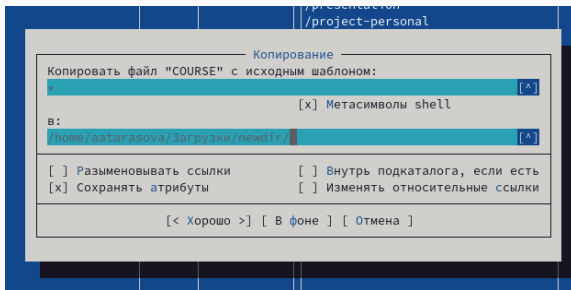 /presentation
/project-personal
Копирование
Копировать файл "COURSE" с исходным шаблоном:
* [^]
[x] Метасимволы shell
в:
/home/aatarasova/Загрузки/newdir/ [^]
[ ] Разыменовывать ссылки [ ] Внутрь подкаталога, если есть
[x] Сохранять атрибуты [ ] Изменять относительные ссылки
[< Хорошо >] [ В фоне ] [ Отмена ]